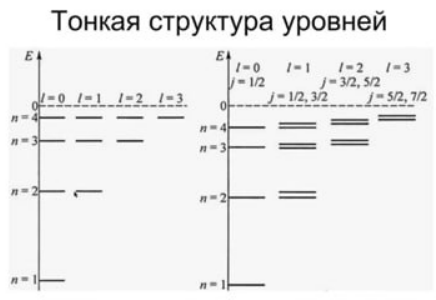 Тонкая структура уровней
E
l = 0 l = 1 l = 2 l = 3
0
n = 4
n = 3
n = 2
n = 1
E
l = 0 l = 1 l = 2 l = 3
j = 1/2 j = 3/2, 5/2
j = 1/2, 3/2 j = 5/2, 7/2
0
n = 4
n = 3
n = 2
n = 1